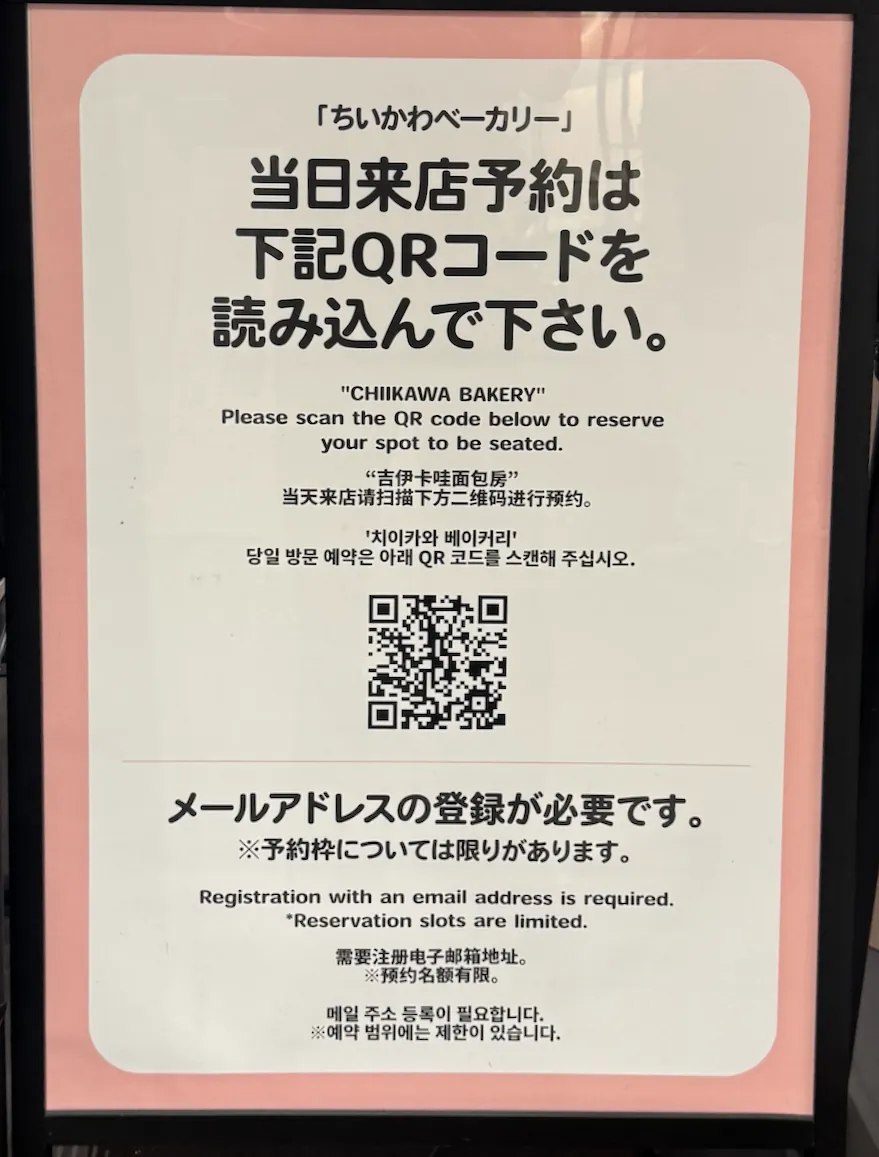 「ちいかわベーカリー」
当日来店予約は
下記QRコードを
読み込んで下さい。
"CHIIKAWA BAKERY"
Please scan the QR code below to reserve
your spot to be seated.
“吉伊卡哇面包房”
当天来店请扫描下方二维码进行预约。
'치이카와 베이커리'
당일 방문 예약은 아래 QR 코드를 스캔해 주십시오.
メールアドレスの登録が必要です。
※予約枠については限りがあります。
Registration with an email address is required.
*Reservation slots are limited.
需要注册电子邮箱地址。
※预约名额有限。
메일 주소 등록이 필요합니다.
※예약 범위에는 제한이 있습니다.